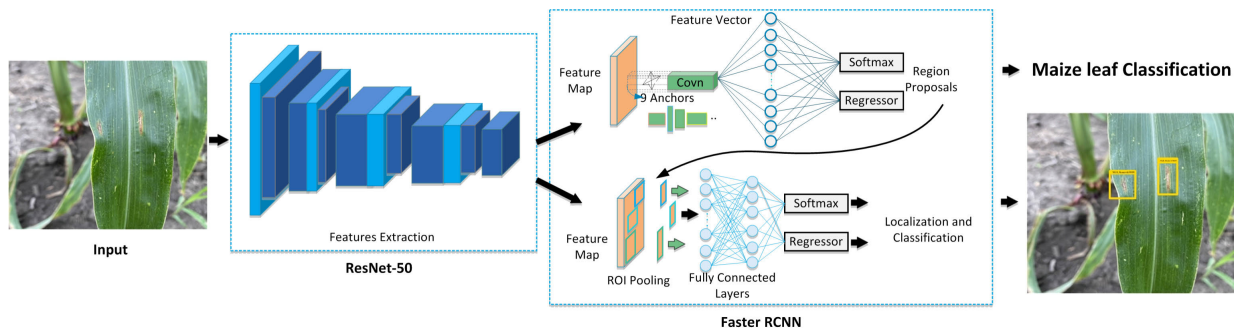 Input
Features Extraction
ResNet-50
Feature Vector
Feature
Map
Covn
9 Anchors
..
Softmax
Regressor
Region
Proposals
Feature
Map
ROI Pooling
Fully Connected
Layers
Softmax
Regressor
Localization and
Classification
Faster RCNN
Maize leaf Classification